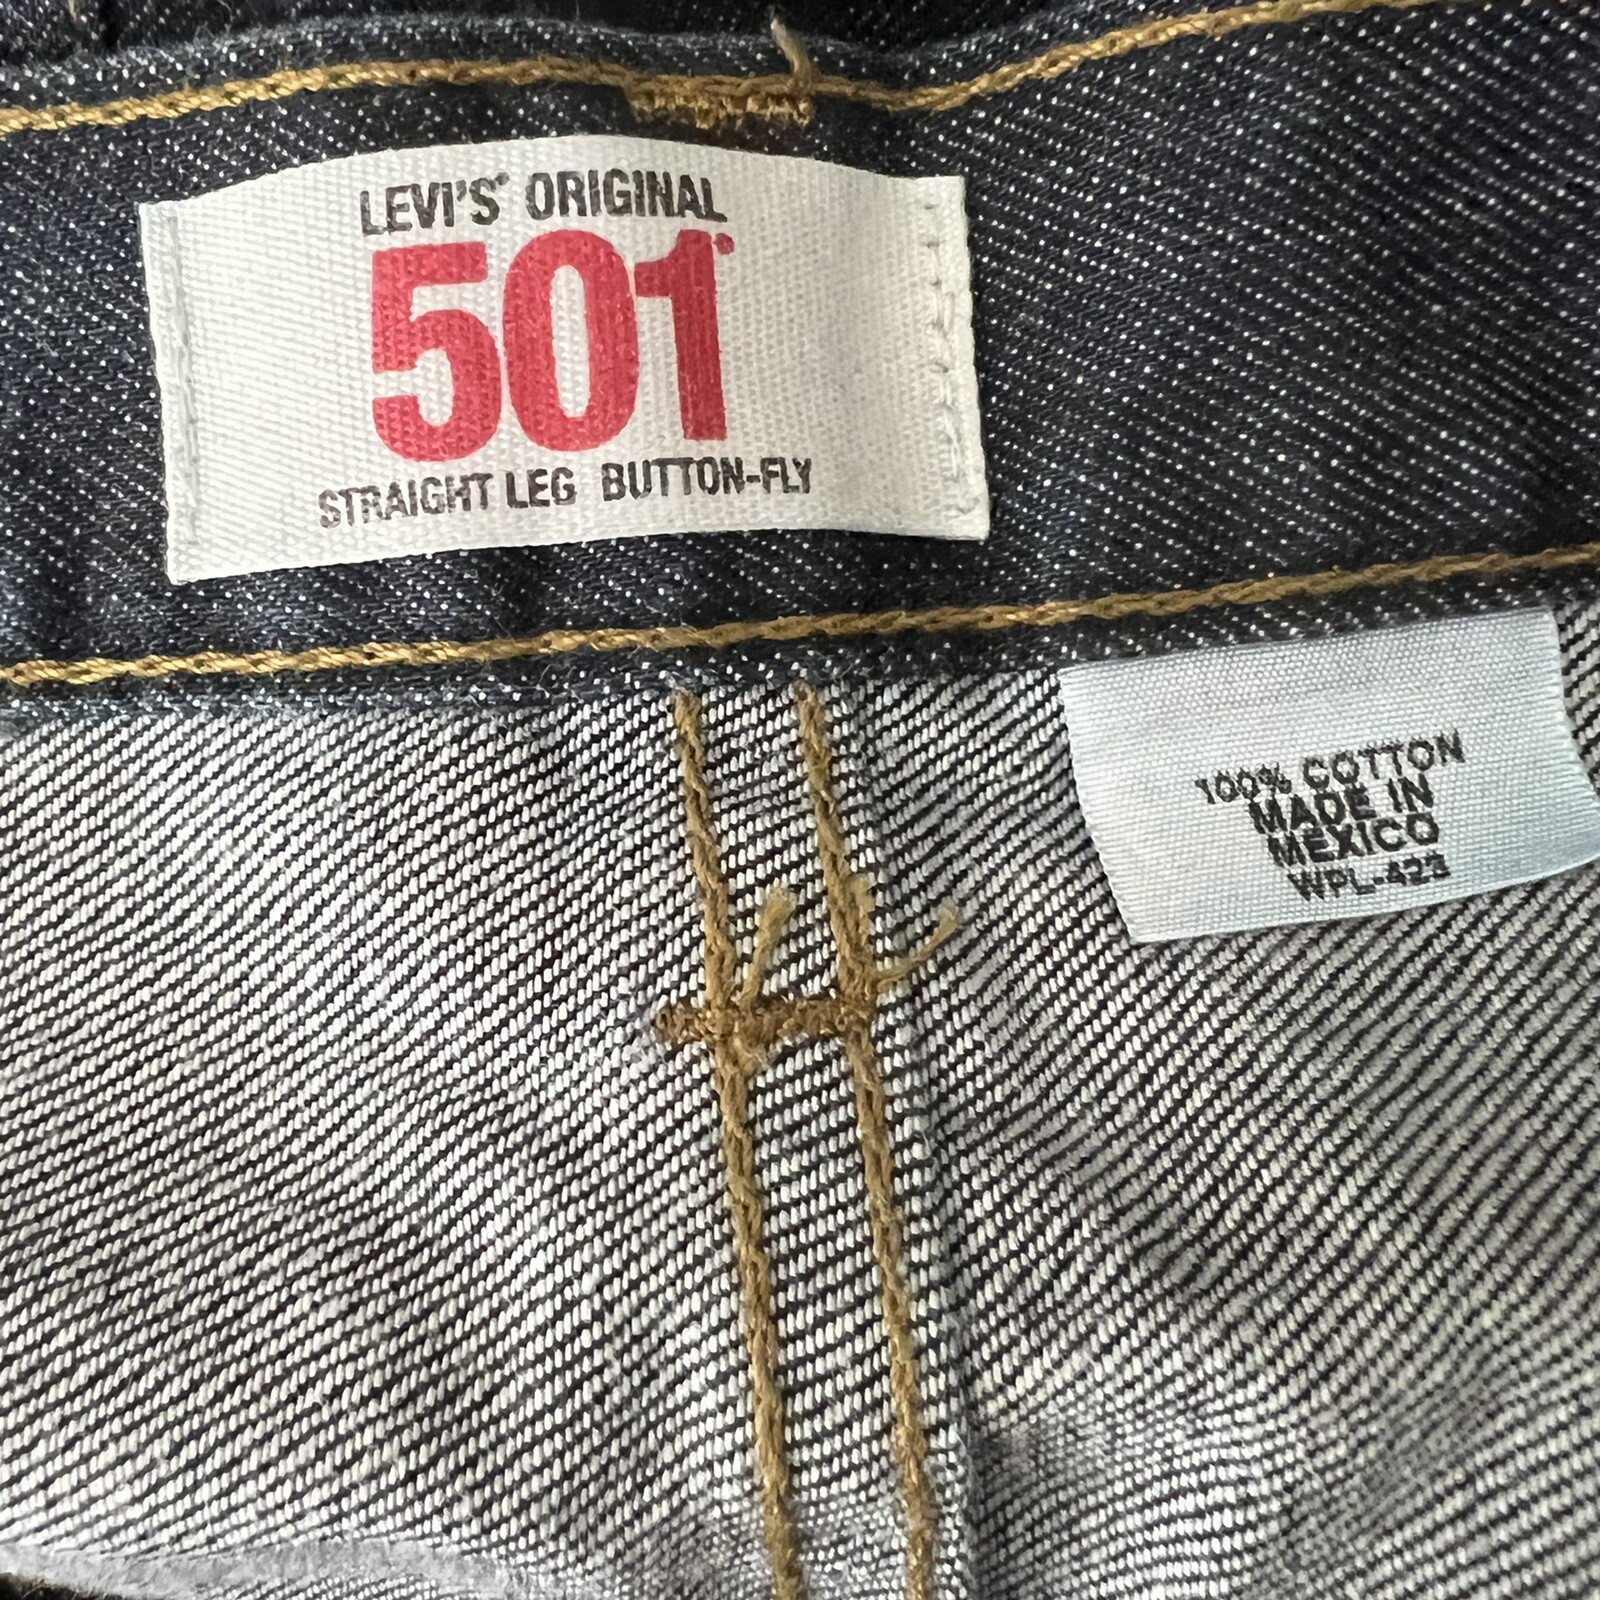 LEVI'S® ORIGINAL
501®
STRAIGHT LEG BUTTON-FLY
100% COTTON
MADE IN
MEXICO
WPL-423